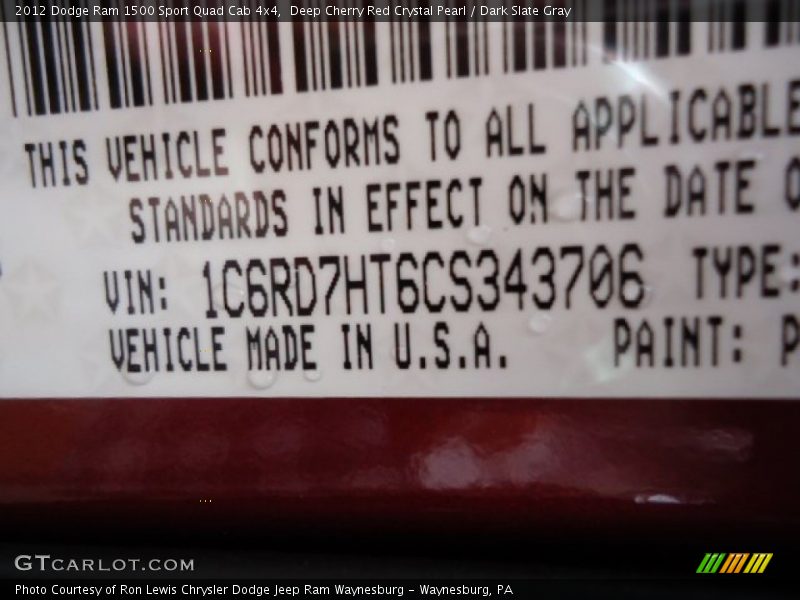 2012 Dodge Ram 1500 Sport Quad Cab 4x4, Deep Cherry Red Crystal Pearl / Dark Slate Gray
THIS VEHICLE CONFORMS TO ALL APPLICABLE
STANDARDS IN EFFECT ON THE DATE O
VIN: 1C6RD7HT6CS343706 TYPE:
VEHICLE MADE IN U.S.A. PAINT: P
GTCARLOT.COM
Photo Courtesy of Ron Lewis Chrysler Dodge Jeep Ram Waynesburg – Waynesburg, PA